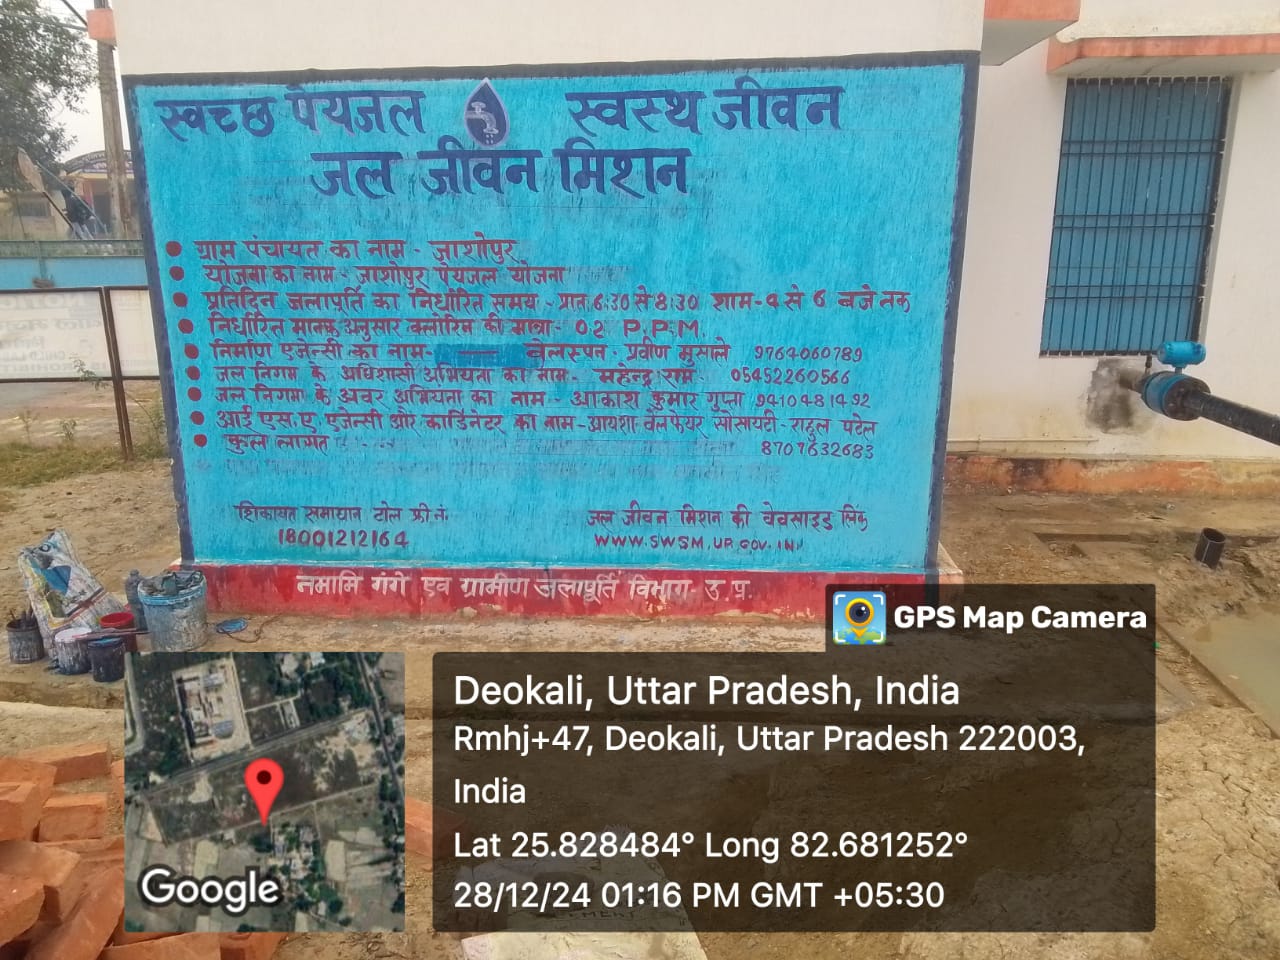 स्वच्छ पेयजल स्वस्थ जीवन
जल जीवन मिशन
ग्राम पंचायत का नाम - जाशोपुर
योजना का नाम - जाशोपुर पेयजल योजना
प्रतिदिन जलापूर्ति का निर्धारित समय - प्रात 6:30 से 8:30 शाम - 4 से 6 बजे तक
निर्धारित मानक अनुसार क्लोरिन की मात्रा - 02 P.P.M.
निर्माण एजेन्सी का नाम - वेलस्पन - प्रवीण मुसाले 9764060789
जल निगम के अधिशासी अभियंता का नाम - महेन्द्र राम - 05452260566
जल निगम के अवर अभियंता का नाम - आकाश कुमार गुप्ता 9410481492
आई एस.ए एजेन्सी और कार्डिनेटर का नाम - आयशा वेलफेयर सोसायटी - राहुल पटेल
कुल लागत 8707632683
शिकायत समाधान टोल फ्री नं. जल जीवन मिशन की वेवसाइड लिंक
18001212164 WWW.SWSM.UP.GOV.IN
नमामि गंगे एवं ग्रामीण जलापूर्ति विभाग - उ.प्र.
GPS Map Camera
Deokali, Uttar Pradesh, India
Rmhj+47, Deokali, Uttar Pradesh 222003,
India
Lat 25.828484° Long 82.681252°
28/12/24 01:16 PM GMT +05:30
Google